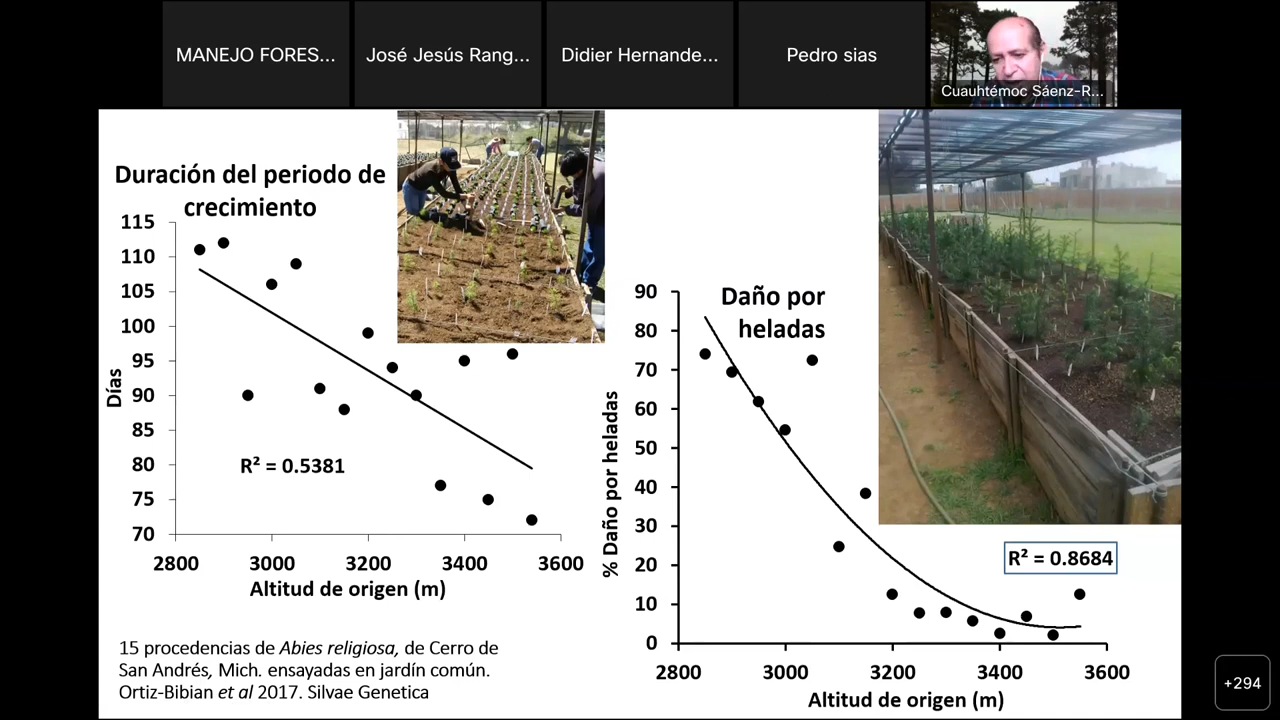 MANEJO FORES...
José Jesús Rang...
Didier Hernande...
Pedro sias
Cuauhtémoc Sáenz-R...
Duración del periodo de
crecimiento
115
110
105
100
95
90
85
80
75
70
Días
R² = 0.5381
2800 3000 3200 3400 3600
Altitud de origen (m)
15 procedencias de Abies religiosa, de Cerro de
San Andrés, Mich. ensayadas en jardín común.
Ortiz-Bibian et al 2017. Silvae Genetica
Daño por
heladas
90
80
70
60
50
40
30
20
10
0
% Daño por heladas
R² = 0.8684
2800 3000 3200 3400 3600
Altitud de origen (m)
+294